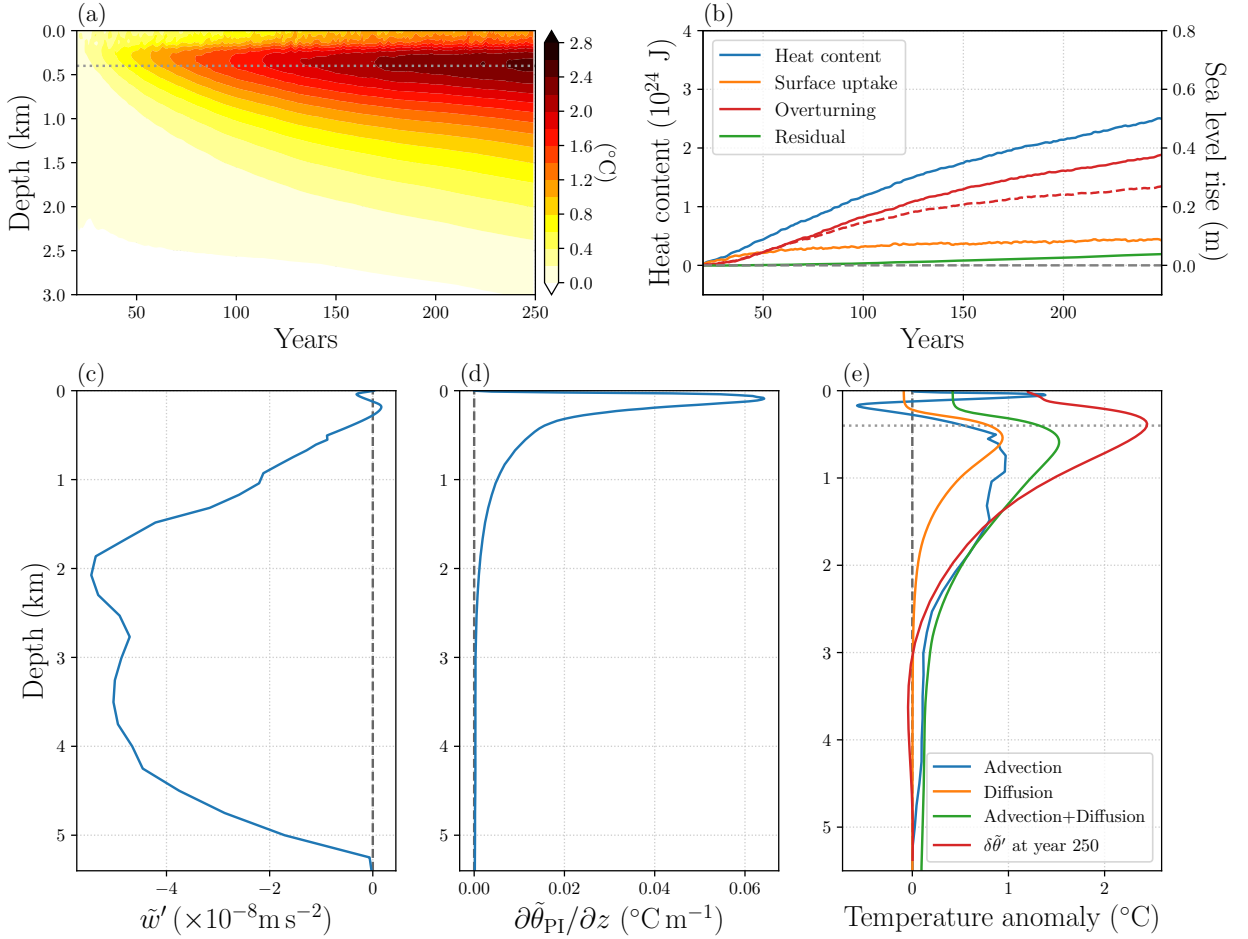 (a)
0.0
0.5
1.0
1.5
2.0
2.5
3.0
Depth (km)
50
100
150
200
250
Years
2.8
2.4
2.0
1.6
1.2
0.8
0.4
0.0
(°C)
(b)
4
3
2
1
0
Heat content (10²⁴ J)
Heat content
Surface uptake
Overturning
Residual
0.8
0.6
0.4
0.2
0.0
Sea level rise (m)
50
100
150
200
Years
(c)
0
1
2
3
4
5
Depth (km)
−4
−2
0
w̃′ (×10⁻⁸m s⁻²)
(d)
0
1
2
3
4
5
0.00
0.02
0.04
0.06
∂θ̃_PI/∂z (°C m⁻¹)
(e)
0
1
2
3
4
5
Advection
Diffusion
Advection+Diffusion
δθ̃′ at year 250
0
1
2
Temperature anomaly (°C)